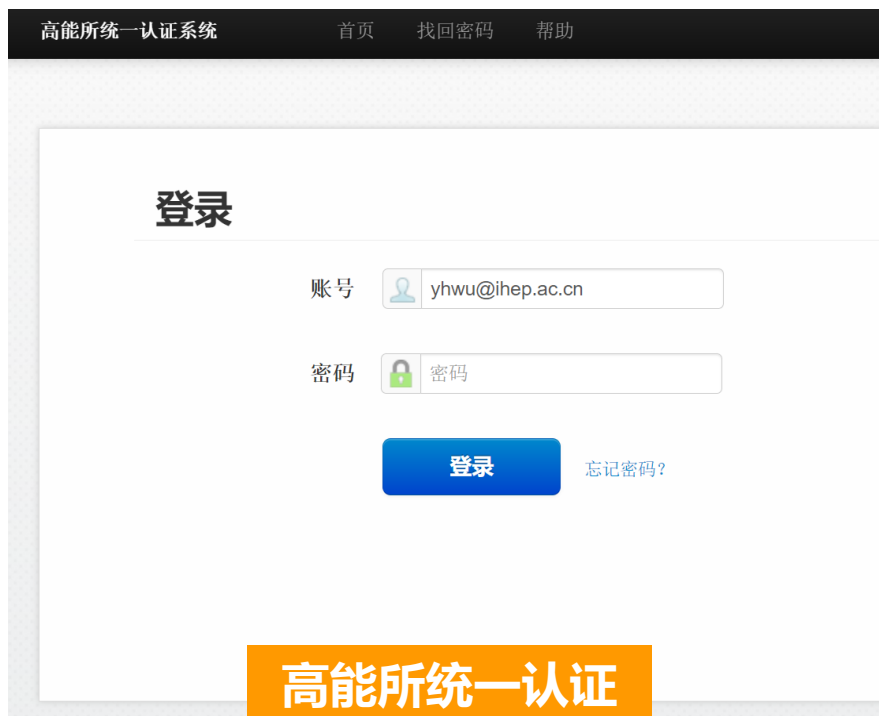 高能所统一认证系统 首页 找回密码 帮助
登录
账号 yhwu@ihep.ac.cn
密码 密码
登录 忘记密码?
高能所统一认证